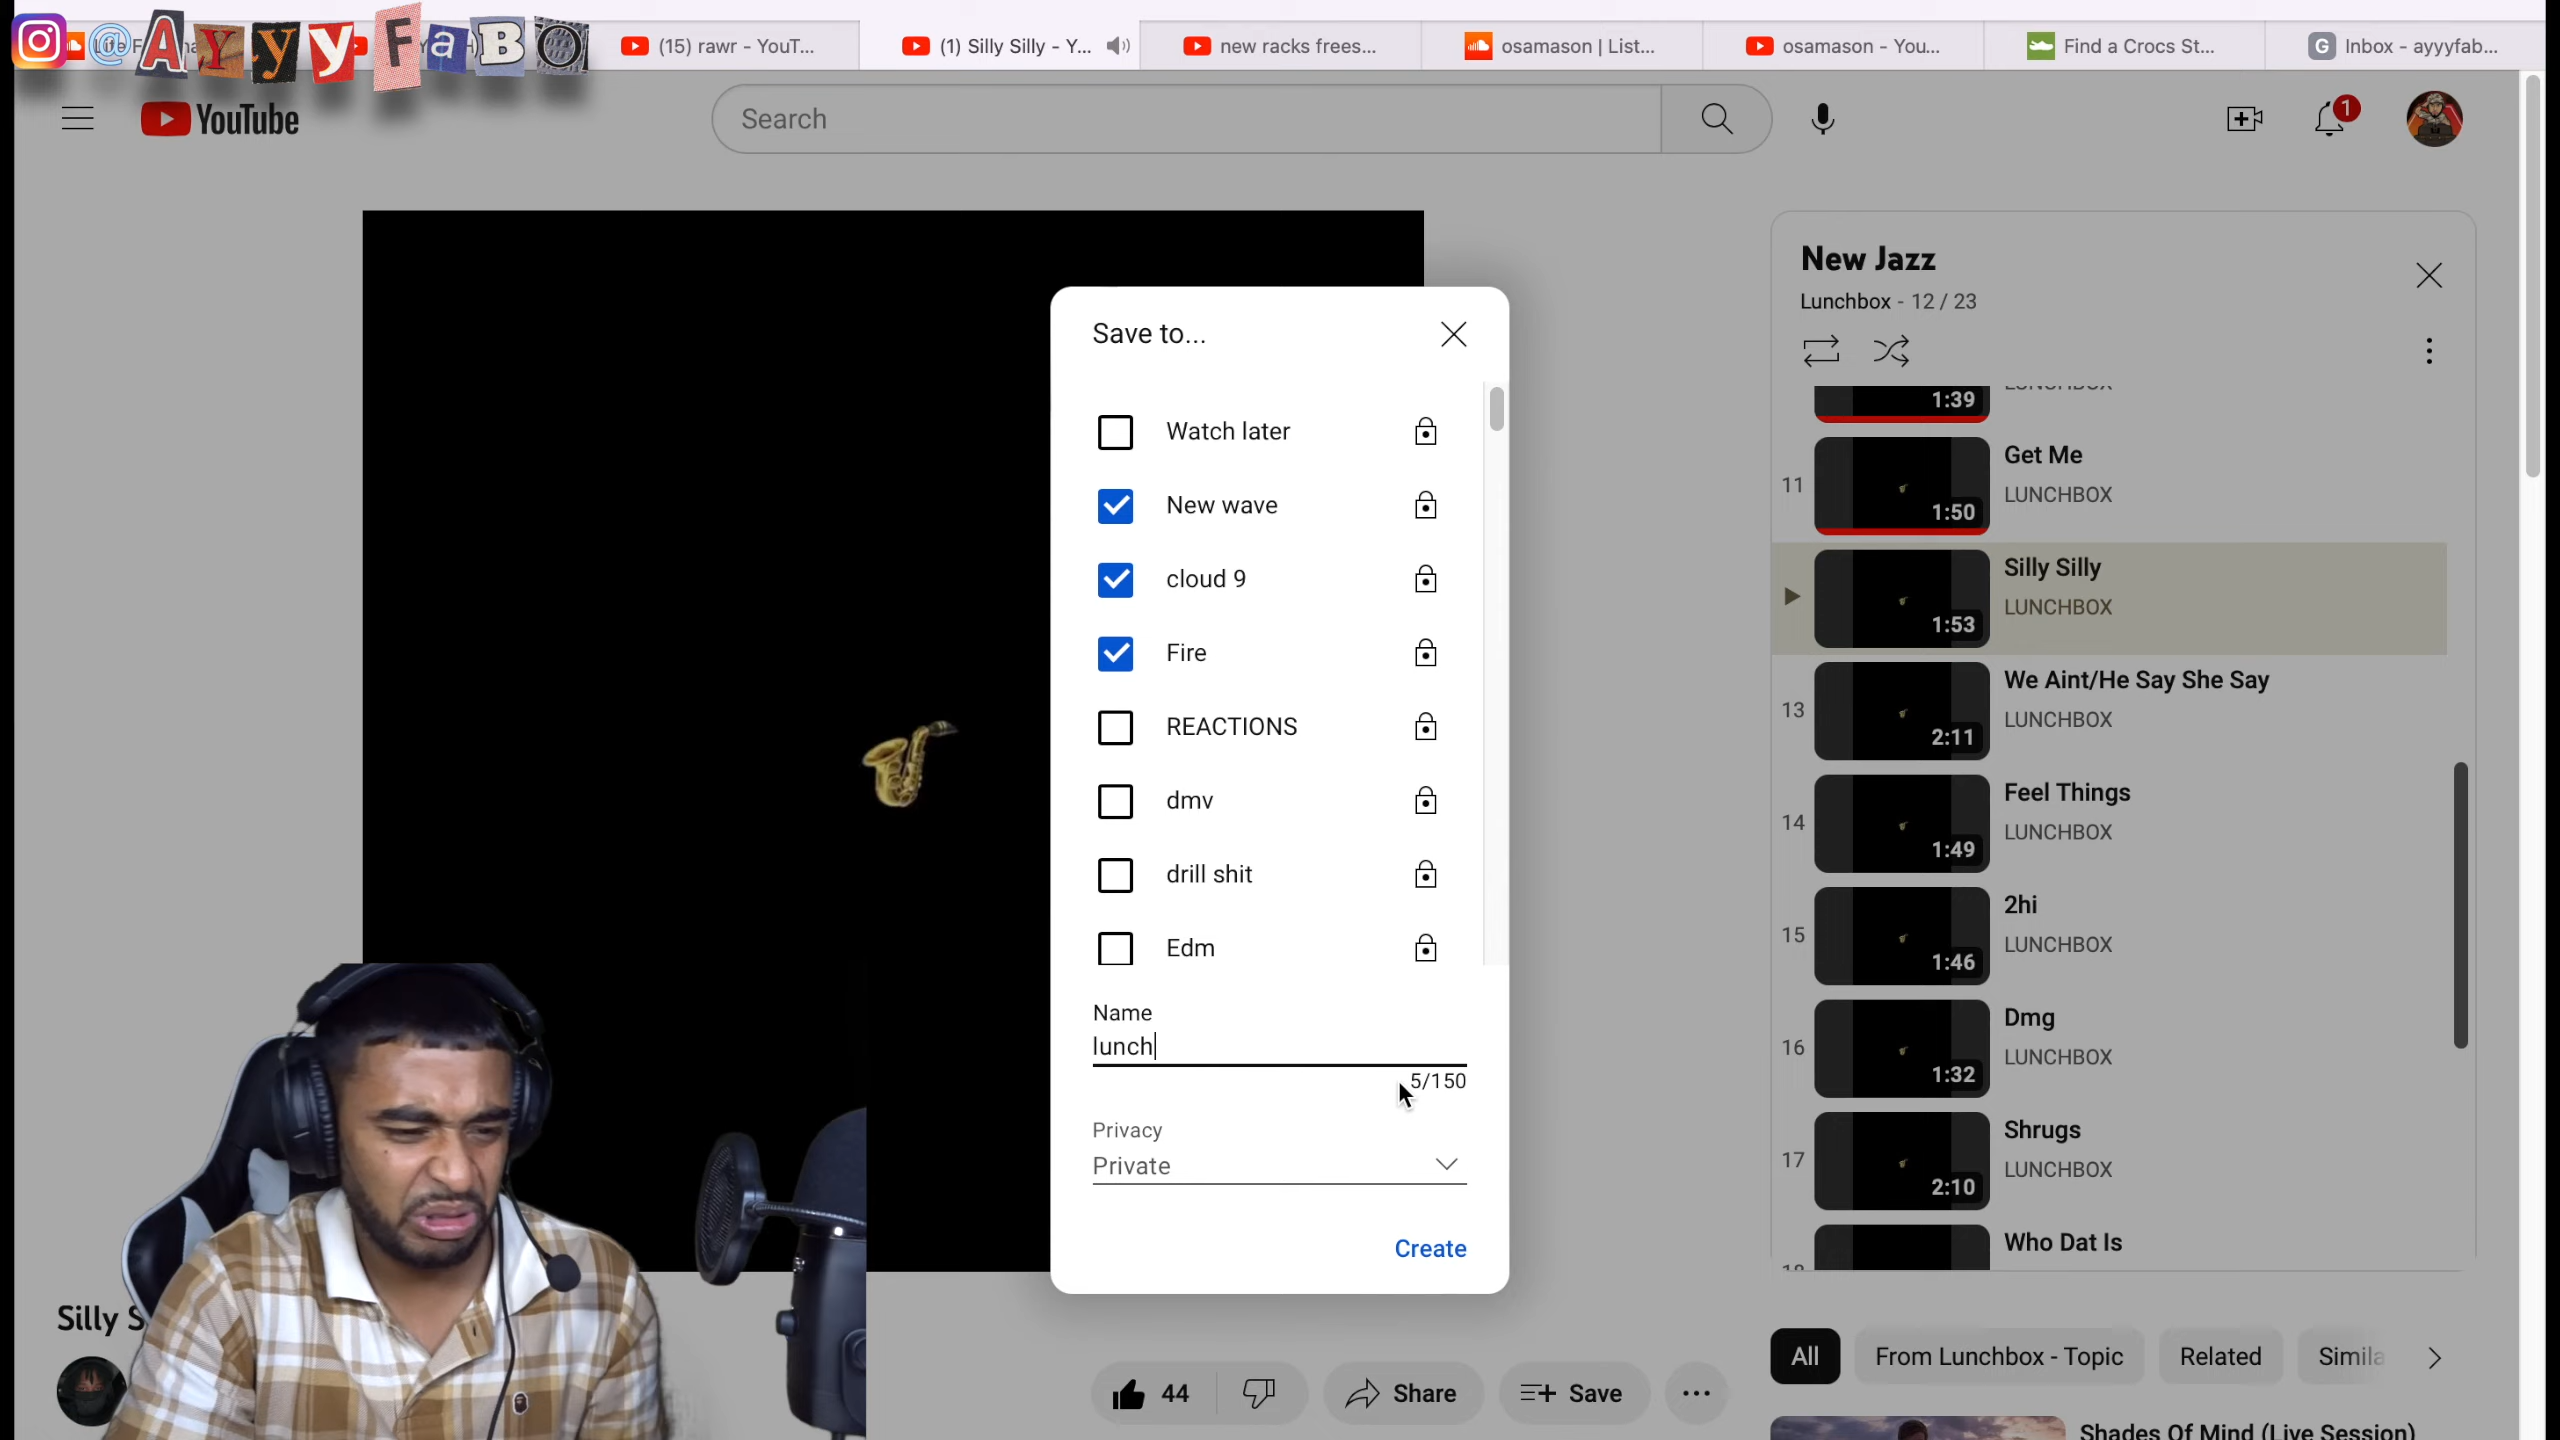 @AyyyFaBO
(15) rawr - YouT...
(1) Silly Silly - Y...
new racks frees...
osamason | List...
osamason - You...
Find a Crocs St...
G Inbox - ayyyfab...
YouTube
Search
1
New Jazz
Lunchbox - 12 / 23
1:39
LUNCHBOX
11
Get Me
LUNCHBOX
1:50
Silly Silly
LUNCHBOX
1:53
13
We Aint/He Say She Say
LUNCHBOX
2:11
14
Feel Things
LUNCHBOX
1:49
15
2hi
LUNCHBOX
1:46
16
Dmg
LUNCHBOX
1:32
17
Shrugs
LUNCHBOX
2:10
Who Dat Is
Save to...
Watch later
New wave
cloud 9
Fire
REACTIONS
dmv
drill shit
Edm
Name
lunch
5/150
Privacy
Private
Create
Silly S
44
Share
Save
All
From Lunchbox - Topic
Related
Simila
Shades Of Mind (Live Session)